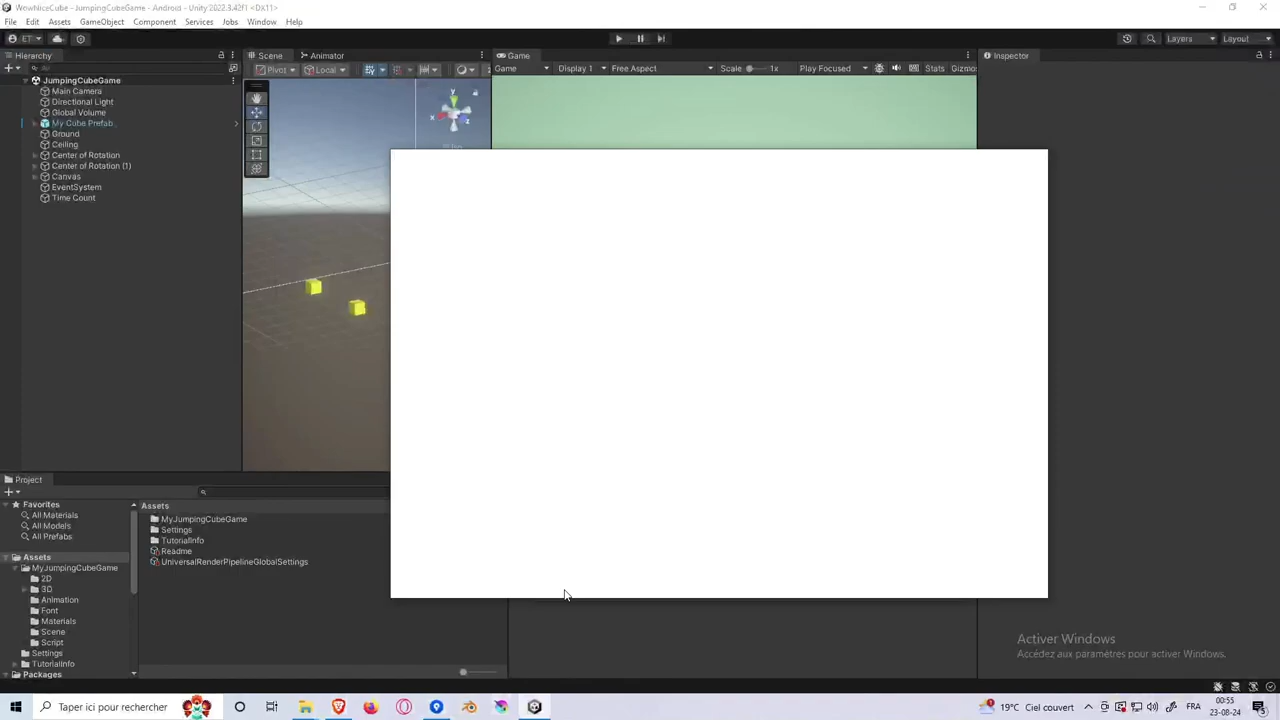 WowNiceCube - JumpingCubeGame - Android - Unity 2022.3.42f1 <DX11>
File Edit Assets GameObject Component Services Jobs Window Help
ET Layers Layout
Hierarchy Scene Animator Game Inspector
All Pivot Local Game Display 1 Free Aspect Scale 1x Play Focused Stats Gizmos
JumpingCubeGame
Main Camera
Directional Light
Global Volume
My Cube Prefab
Ground
Ceiling
Center of Rotation
Center of Rotation (1)
Canvas
EventSystem
Time Count
y
x
z
Project
Favorites
All Materials
All Models
All Prefabs
Assets
MyJumpingCubeGame
2D
3D
Animation
Font
Materials
Scene
Script
Settings
TutorialInfo
Packages
Assets
MyJumpingCubeGame
Settings
TutorialInfo
Readme
UniversalRenderPipelineGlobalSettings
Activer Windows
Accédez aux paramètres pour activer Windows.
Taper ici pour rechercher
19°C Ciel couvert
00:55
23-08-24